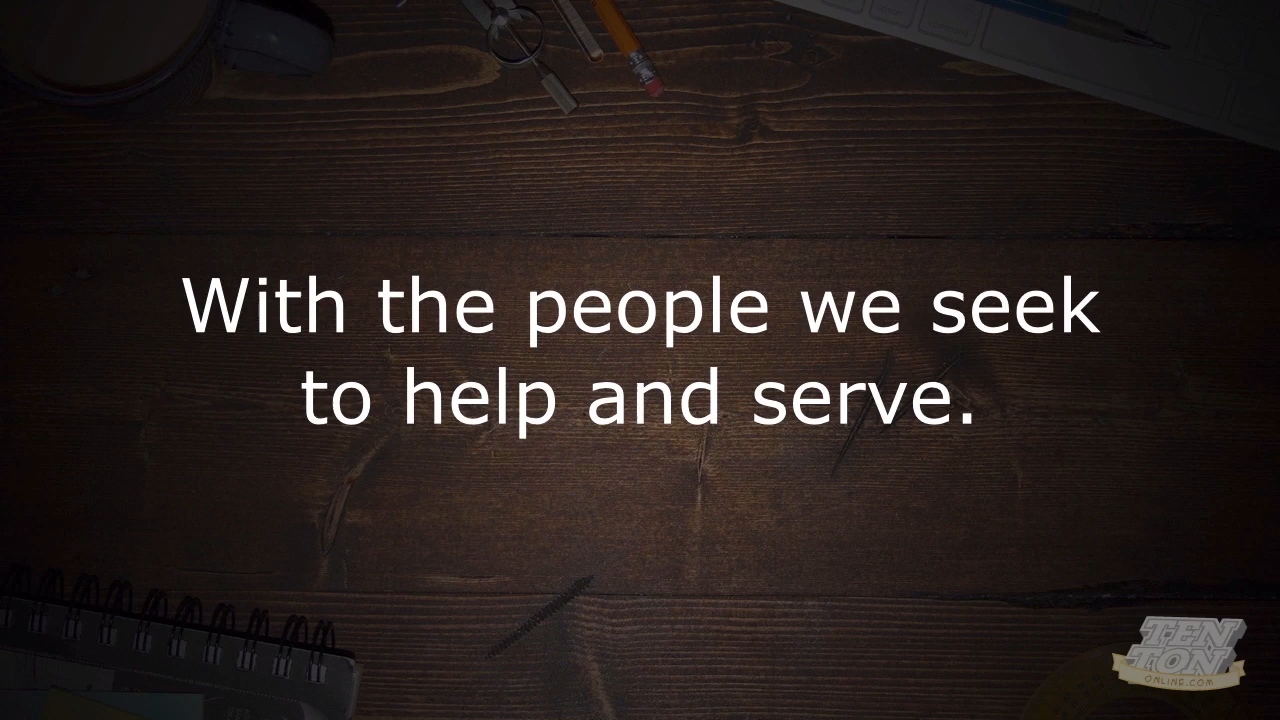 With the people we seek
to help and serve.
TEN
TON
ONLINE.COM